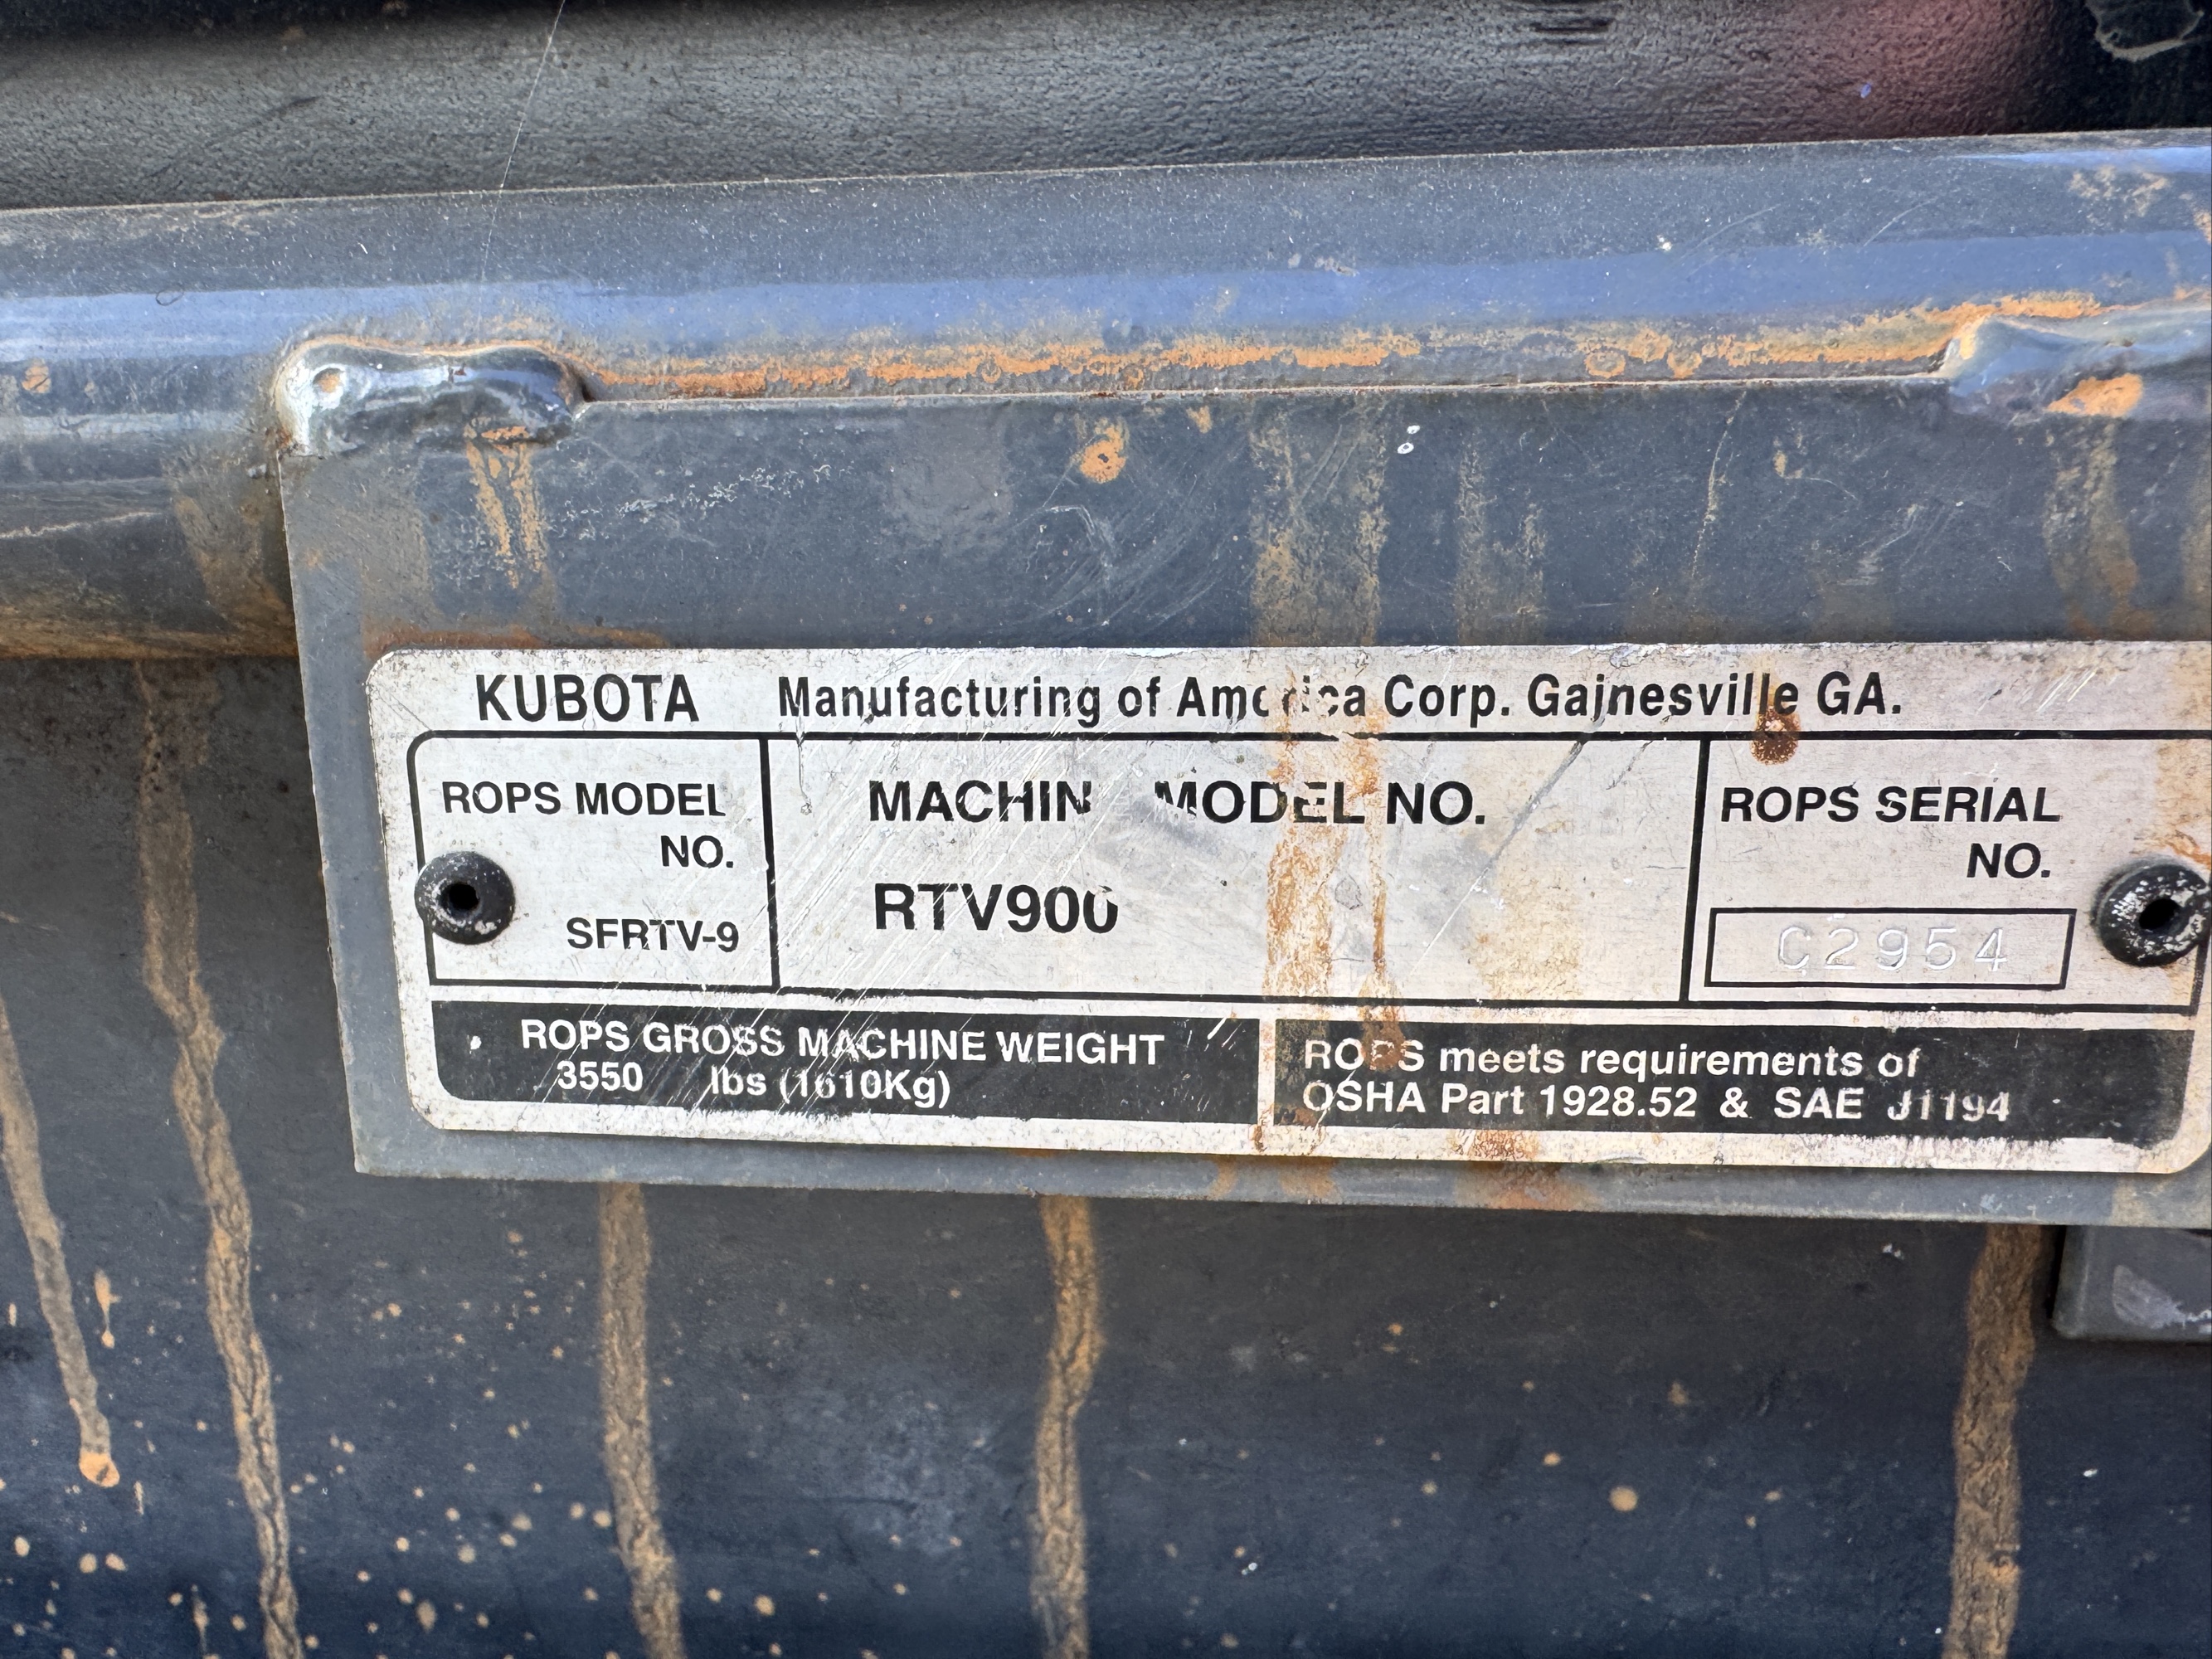 KUBOTA Manufacturing of America Corp. Gainesville GA.
ROPS MODEL
NO.
SFRTV-9
MACHIN MODEL NO.
RTV900
ROPS SERIAL
NO.
C2954
ROPS GROSS MACHINE WEIGHT
3550 lbs (1610Kg)
ROPS meets requirements of
OSHA Part 1928.52 & SAE J1194